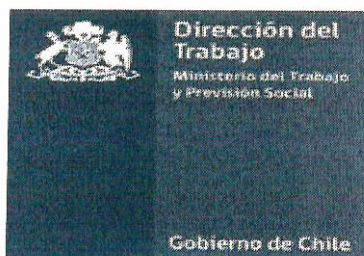 Dirección del
Trabajo
Ministerio del Trabajo
y Previsión Social
Gobierno de Chile